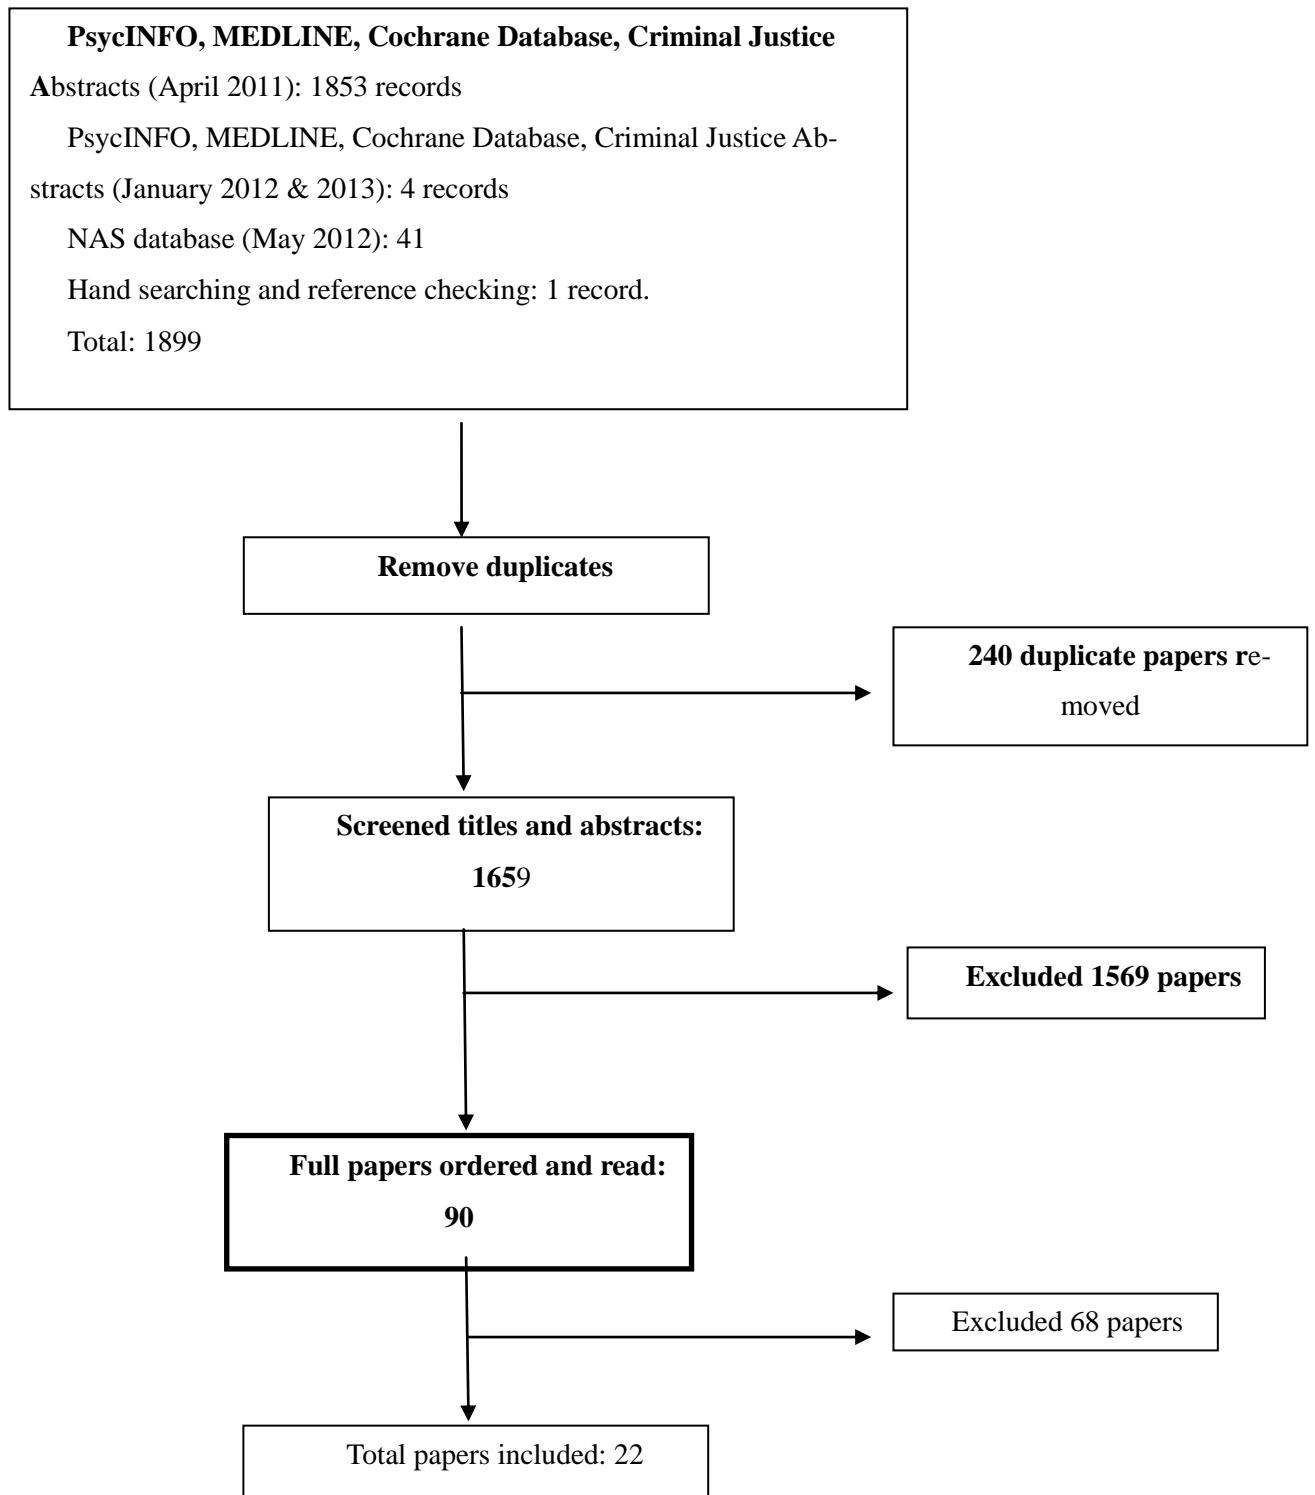 PsycINFO, MEDLINE, Cochrane Database, Criminal Justice
Abstracts (April 2011): 1853 records
PsycINFO, MEDLINE, Cochrane Database, Criminal Justice Ab-
stracts (January 2012 & 2013): 4 records
NAS database (May 2012): 41
Hand searching and reference checking: 1 record.
Total: 1899
Remove duplicates
240 duplicate papers re-
moved
Screened titles and abstracts:
1659
Excluded 1569 papers
Full papers ordered and read:
90
Excluded 68 papers
Total papers included: 22